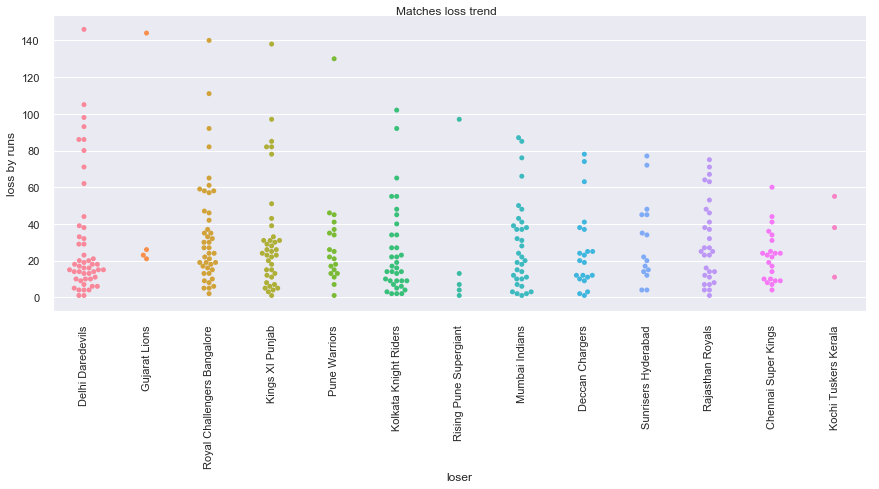 Matches loss trend
loss by runs
140
120
100
80
60
40
20
0
Delhi Daredevils
Gujarat Lions
Royal Challengers Bangalore
Kings XI Punjab
Pune Warriors
Kolkata Knight Riders
Rising Pune Supergiant
Mumbai Indians
Deccan Chargers
Sunrisers Hyderabad
Rajasthan Royals
Chennai Super Kings
Kochi Tuskers Kerala
loser